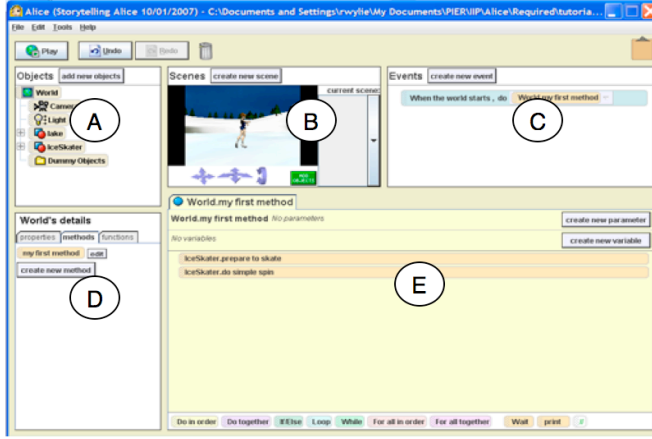 Alice (Storytelling Alice 10/01/2007) - C:\Documents and Settings\rwylie\My Documents\PIER\IIP\Alice\Required\tutoria...
File Edit Tools Help
Play Undo Redo
Objects add new objects
Scenes create new scene
Events create new event
World
current scene:
When the world starts , do World.my first method
Camer
A
B
C
Light
lake
IceSkater
Dummy Objects
World.my first method
World's details
World.my first method No parameters
create new parameter
properties methods functions
No variables
create new variable
my first method edit
IceSkater.prepare to skate
create new method
IceSkater.do simple spin
D
E
Do in order Do together If/Else Loop While For all in order For all together Wait print //